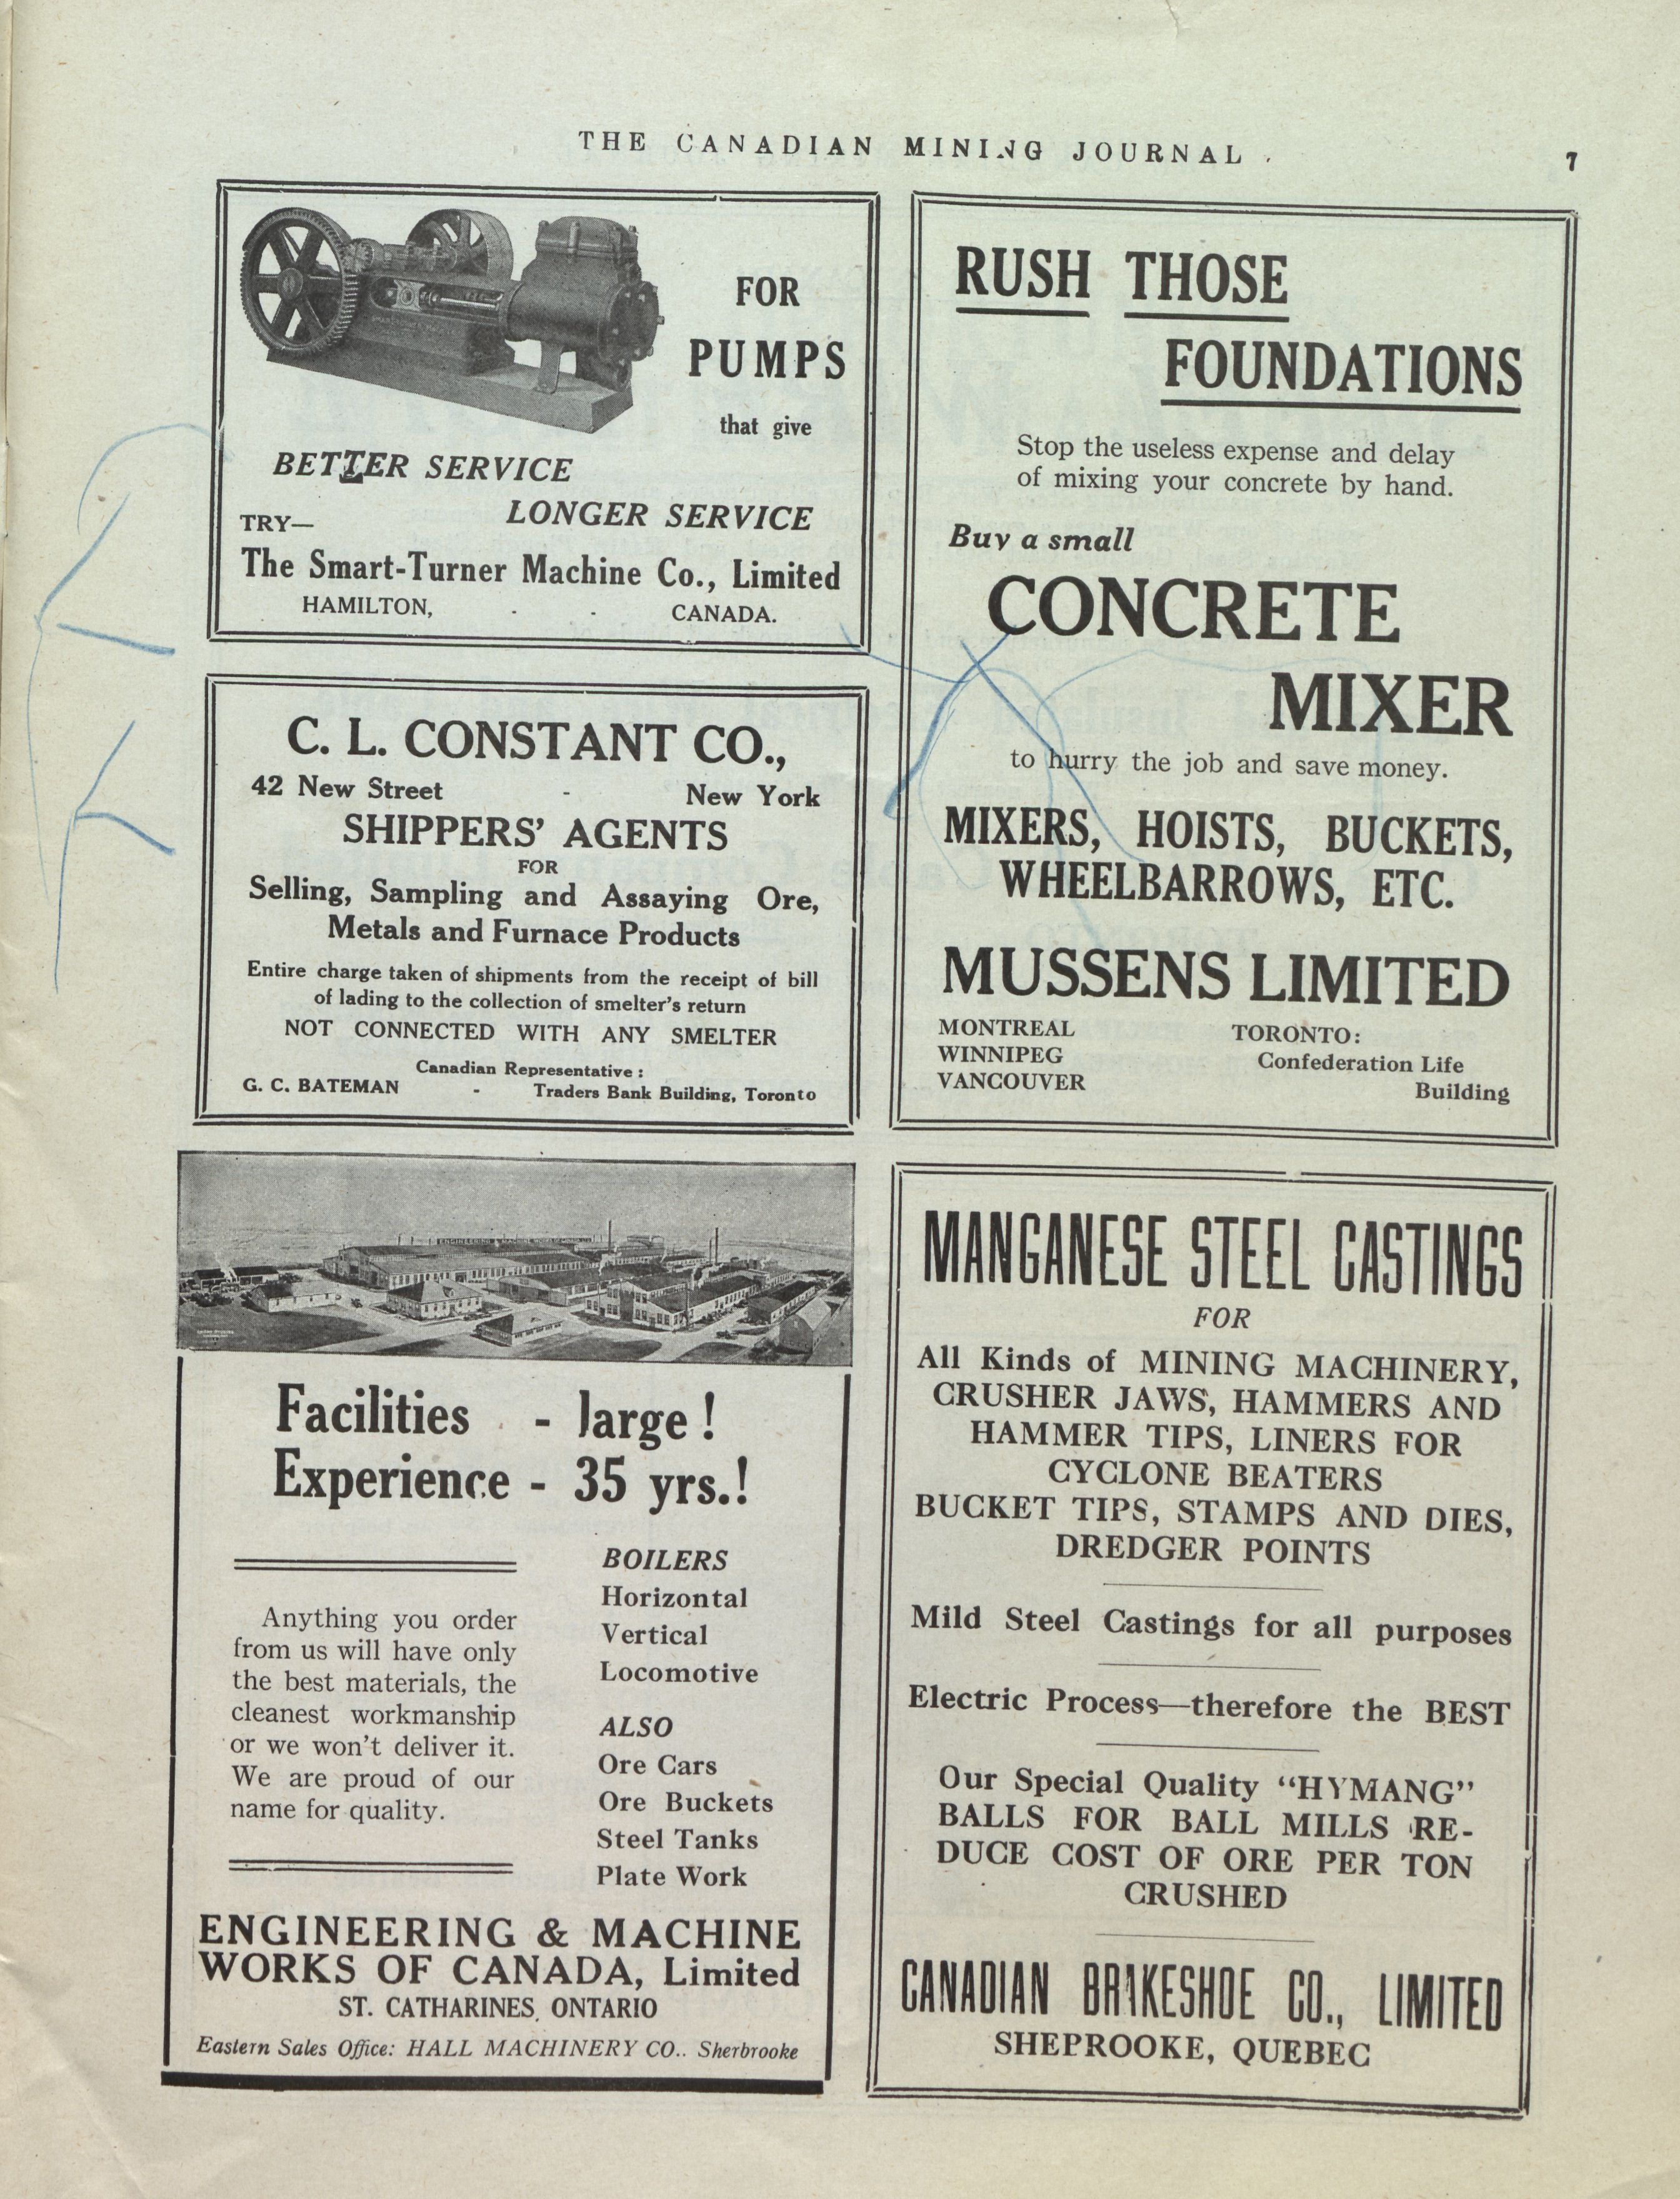 THE CANADIAN MINING JOURNAL
7
FOR
PUMPS
that give
BETTER SERVICE
LONGER SERVICE
TRY—
The Smart-Turner Machine Co., Limited
HAMILTON, - - CANADA.
C. L. CONSTANT CO.,
42 New Street - New York
SHIPPERS' AGENTS
FOR
Selling, Sampling and Assaying Ore,
Metals and Furnace Products
Entire charge taken of shipments from the receipt of bill
of lading to the collection of smelter's return
NOT CONNECTED WITH ANY SMELTER
Canadian Representative:
G. C. BATEMAN - Traders Bank Building, Toronto
RUSH THOSE
FOUNDATIONS
Stop the useless expense and delay
of mixing your concrete by hand.
Buy a small
CONCRETE
MIXER
to hurry the job and save money.
MIXERS, HOISTS, BUCKETS,
WHEELBARROWS, ETC.
MUSSENS LIMITED
MONTREAL
WINNIPEG
VANCOUVER
TORONTO:
Confederation Life
Building
Facilities - large!
Experience - 35 yrs.!
Anything you order
from us will have only
the best materials, the
cleanest workmanship
or we won't deliver it.
We are proud of our
name for quality.
BOILERS
Horizontal
Vertical
Locomotive
ALSO
Ore Cars
Ore Buckets
Steel Tanks
Plate Work
ENGINEERING & MACHINE
WORKS OF CANADA, Limited
ST. CATHARINES, ONTARIO
Eastern Sales Office: HALL MACHINERY CO.. Sherbrooke
MANGANESE STEEL CASTINGS
FOR
All Kinds of MINING MACHINERY,
CRUSHER JAWS, HAMMERS AND
HAMMER TIPS, LINERS FOR
CYCLONE BEATERS
BUCKET TIPS, STAMPS AND DIES,
DREDGER POINTS
Mild Steel Castings for all purposes
Electric Process—therefore the BEST
Our Special Quality "HYMANG"
BALLS FOR BALL MILLS RE-
DUCE COST OF ORE PER TON
CRUSHED
CANADIAN BRAKESHOE CO., LIMITED
SHEPROOKE, QUEBEC